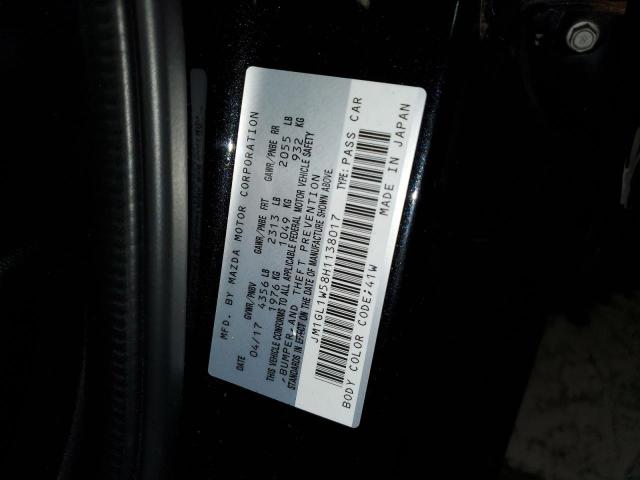 MFD. BY MAZDA MOTOR CORPORATION
DATE GVWR/PNBV GAWR/PNBE FRT GAWR/PNBE RR
04/17 4356 LB 2313 LB 2055 LB
1976 KG 1049 KG 932 KG
THIS VEHICLE CONFORMS TO ALL APPLICABLE FEDERAL MOTOR VEHICLE SAFETY
,BUMPER,AND THEFT PREVENTION
STANDARDS IN EFFECT ON THE DATE OF MANUFACTURE SHOWN ABOVE.
JM1GL1W58H1138017 TYPE:PASS CAR
BODY COLOR CODE:41W MADE IN JAPAN